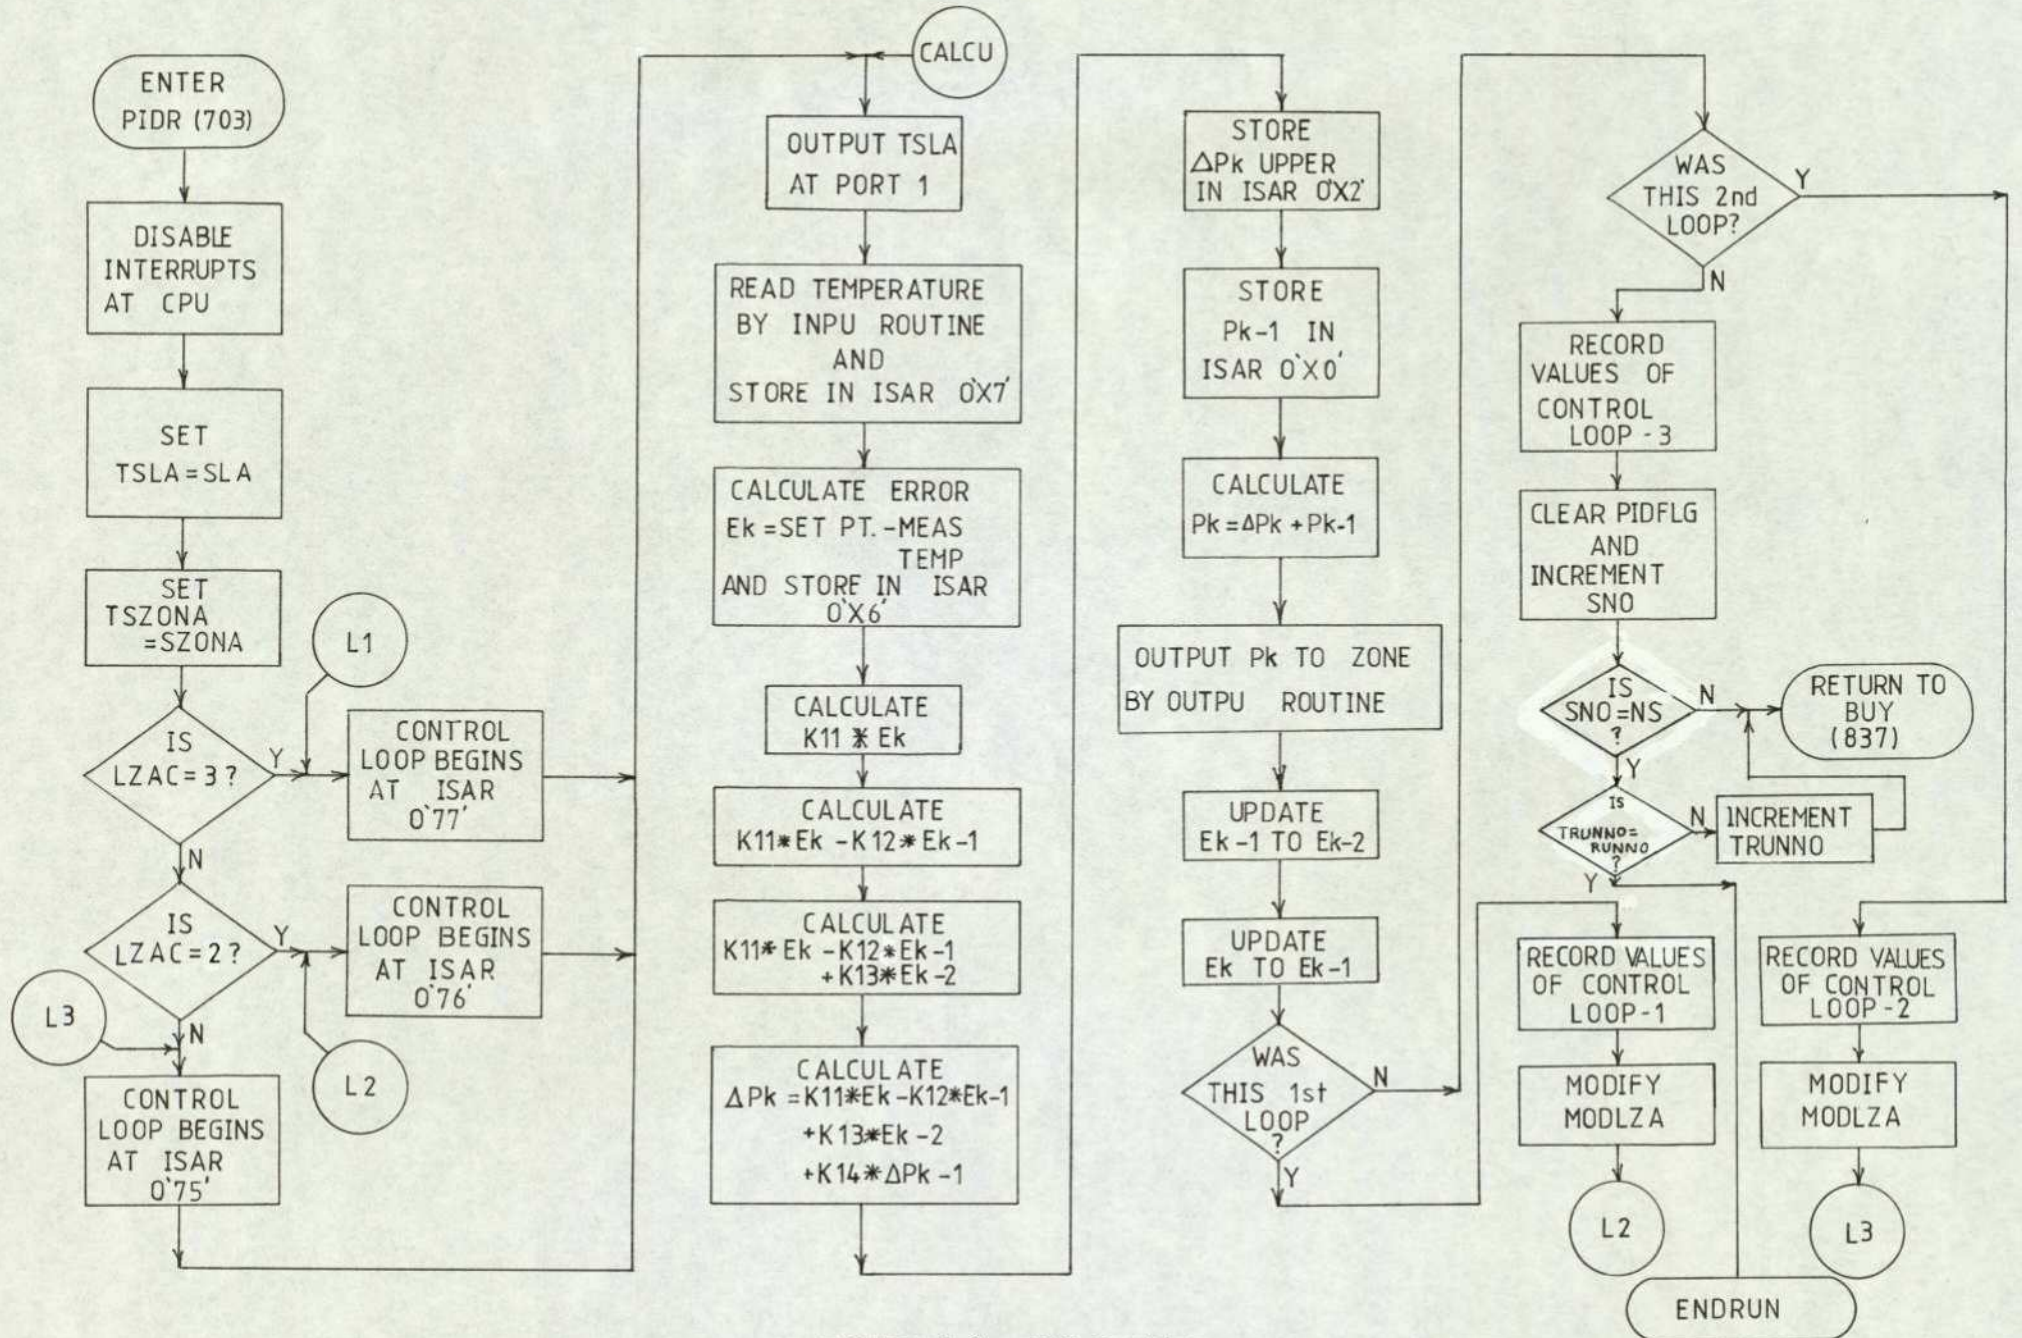 ENTER
PIDR (703)
DISABLE
INTERRUPTS
AT CPU
SET
TSLA=SLA
SET
TSZONA
=SZONA
L1
IS
LZAC=3?
Y
N
CONTROL
LOOP BEGINS
AT ISAR
0'77'
IS
LZAC=2?
Y
N
CONTROL
LOOP BEGINS
AT ISAR
0'76'
L3
L2
CONTROL
LOOP BEGINS
AT ISAR
0'75'
CALCU
OUTPUT TSLA
AT PORT 1
READ TEMPERATURE
BY INPU ROUTINE
AND
STORE IN ISAR 0'X7'
CALCULATE ERROR
Ek=SET PT.-MEAS
TEMP
AND STORE IN ISAR
0'X6'
CALCULATE
K11 * Ek
CALCULATE
K11*Ek -K12*Ek-1
CALCULATE
K11*Ek -K12*Ek-1
+K13*Ek-2
CALCULATE
ΔPk =K11*Ek-K12*Ek-1
+K13*Ek-2
+K14*ΔPk-1
STORE
ΔPk UPPER
IN ISAR 0'X2'
STORE
Pk-1 IN
ISAR 0'X0'
CALCULATE
Pk=ΔPk+Pk-1
OUTPUT Pk TO ZONE
BY OUTPU ROUTINE
UPDATE
Ek-1 TO Ek-2
UPDATE
Ek TO Ek-1
WAS
THIS 1st
LOOP
?
N
Y
WAS
THIS 2nd
LOOP?
Y
N
RECORD
VALUES OF
CONTROL
LOOP-3
CLEAR PIDFLG
AND
INCREMENT
SNO
IS
SNO=NS
?
N
Y
RETURN TO
BUY
(837)
IS
TRUNNO=
RUNNO
?
N
Y
INCREMENT
TRUNNO
RECORD VALUES
OF CONTROL
LOOP-1
MODIFY
MODLZA
L2
RECORD VALUES
OF CONTROL
LOOP-2
MODIFY
MODLZA
L3
ENDRUN